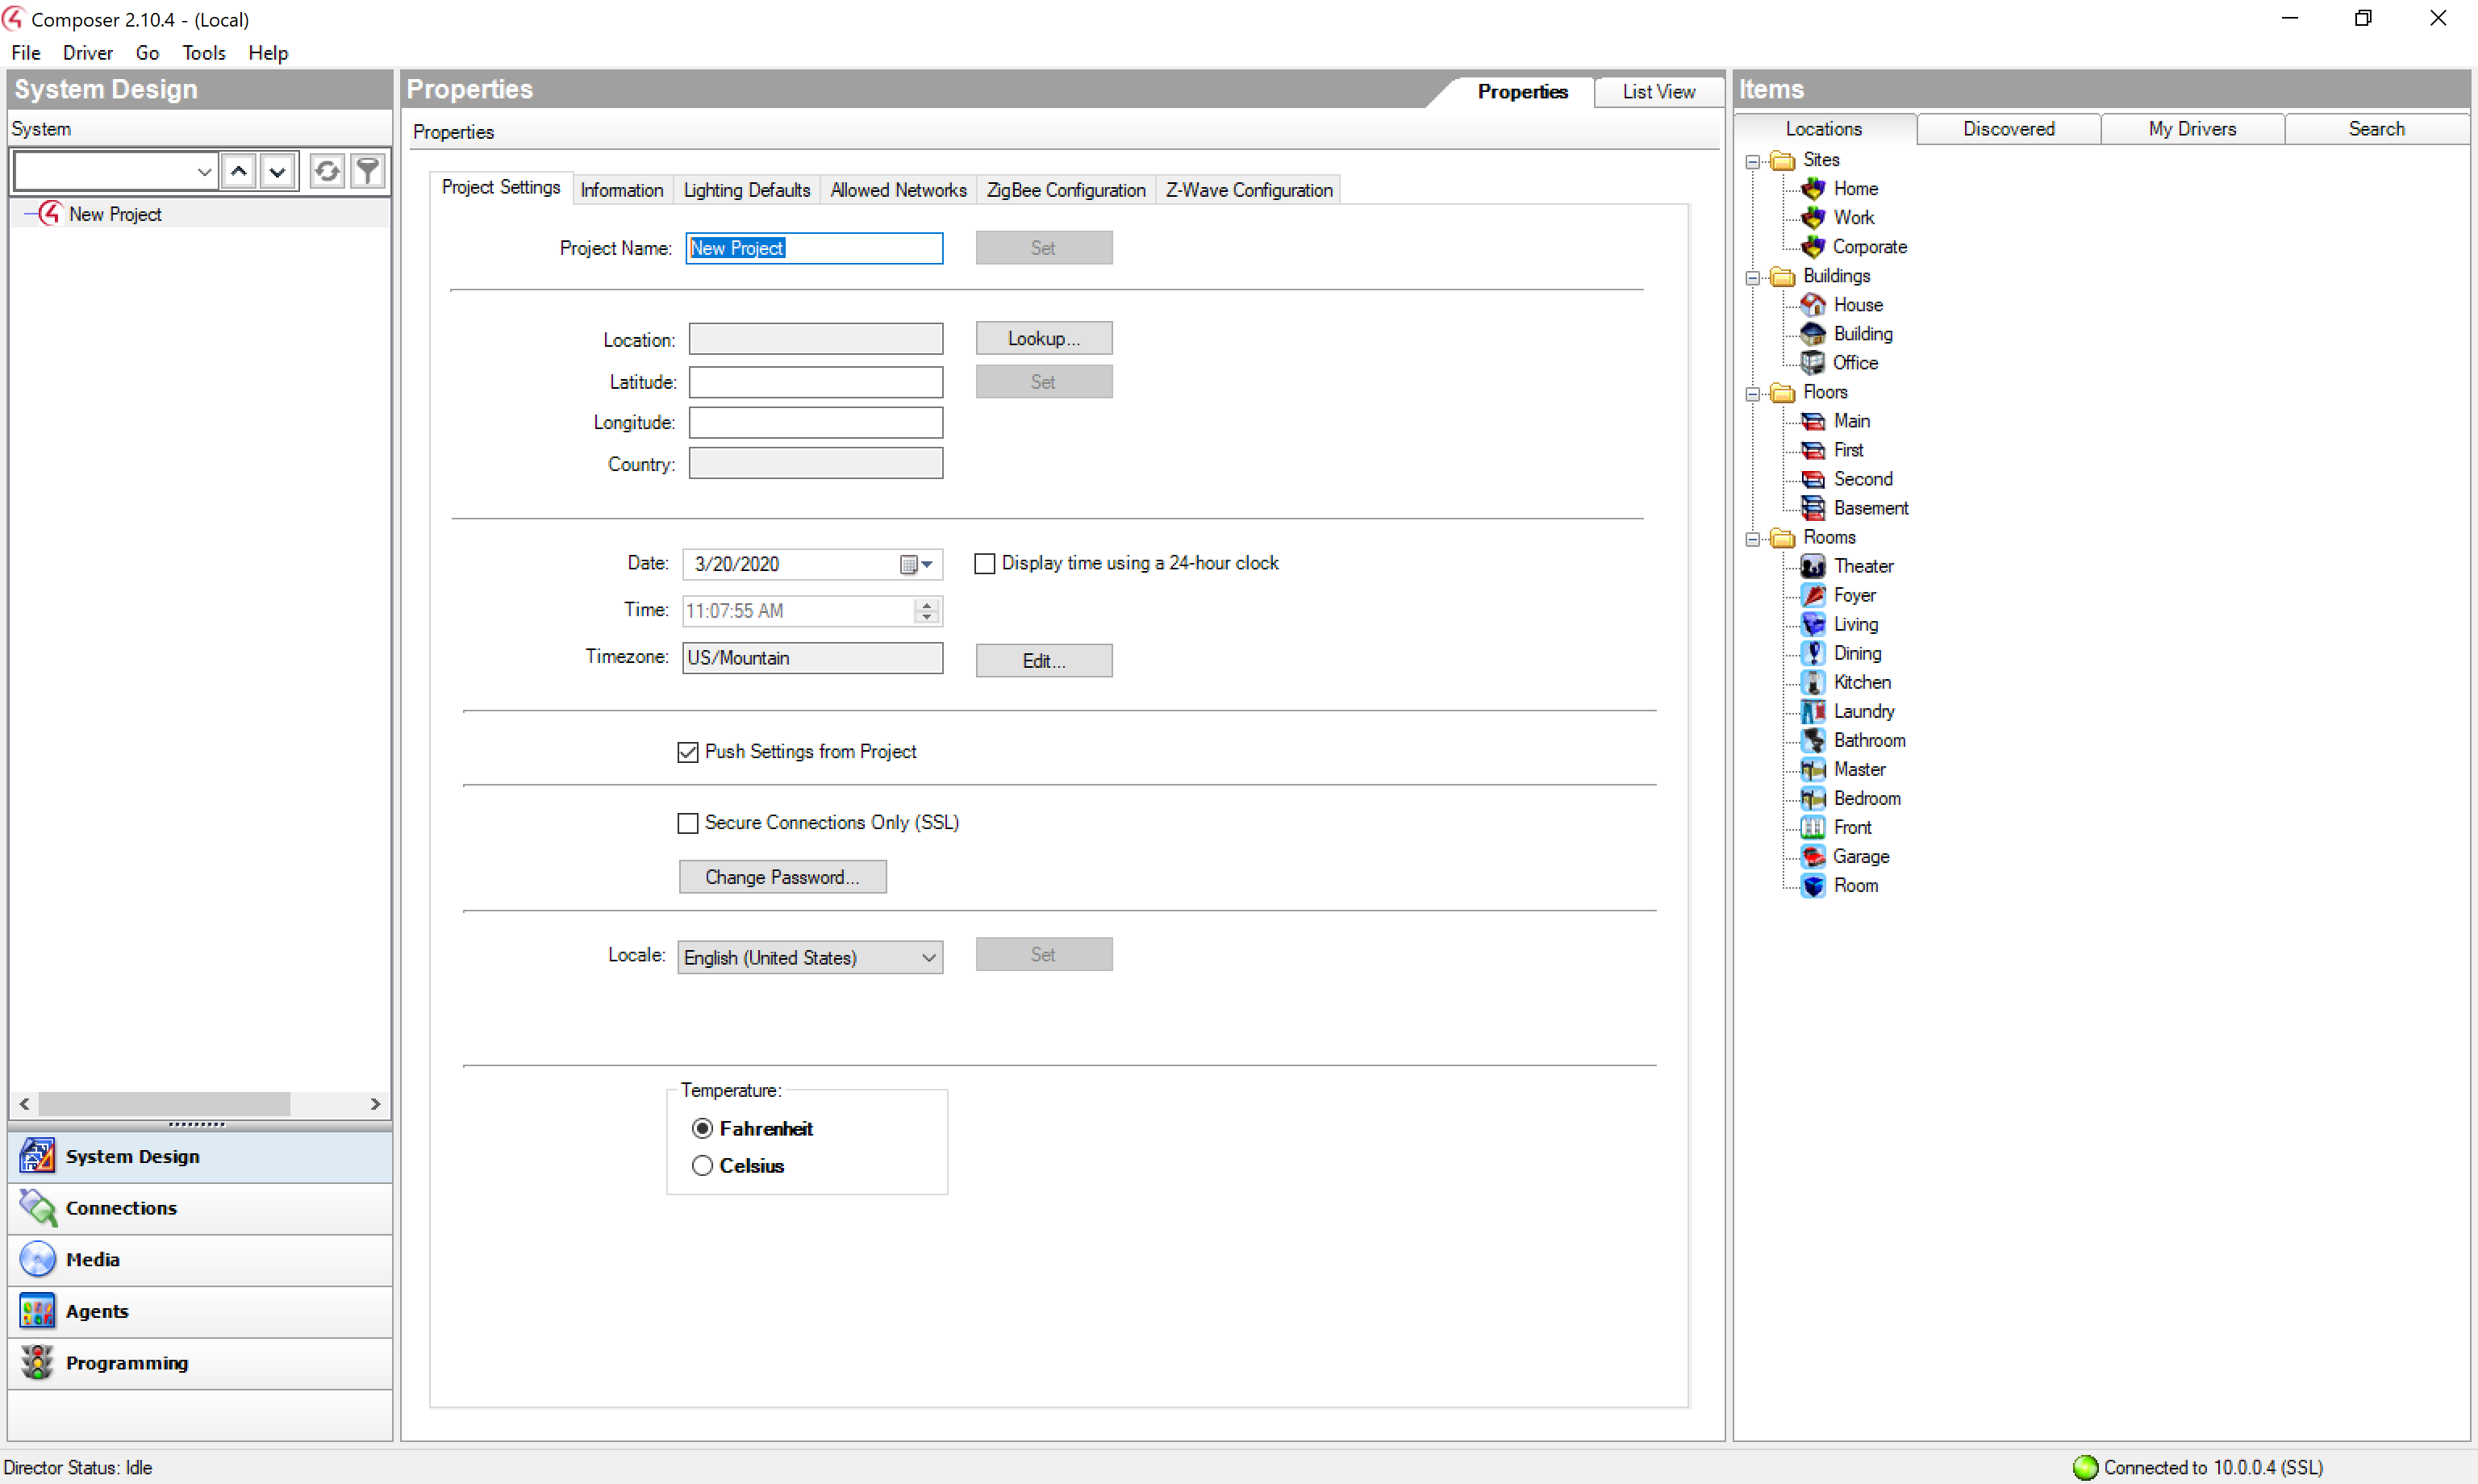 Composer 2.10.4 - (Local)
File Driver Go Tools Help
System Design
System
New Project
System Design
Connections
Media
Agents
Programming
Properties
Properties List View
Properties
Project Settings Information Lighting Defaults Allowed Networks ZigBee Configuration Z-Wave Configuration
Project Name: New Project Set
Location: Lookup...
Latitude: Set
Longitude:
Country:
Date: 3/20/2020 Display time using a 24-hour clock
Time: 11:07:55 AM
Timezone: US/Mountain Edit...
Push Settings from Project
Secure Connections Only (SSL)
Change Password...
Locale: English (United States) Set
Temperature:
Fahrenheit
Celsius
Items
Locations Discovered My Drivers Search
Sites
Home
Work
Corporate
Buildings
House
Building
Office
Floors
Main
First
Second
Basement
Rooms
Theater
Foyer
Living
Dining
Kitchen
Laundry
Bathroom
Master
Bedroom
Front
Garage
Room
Director Status: Idle
Connected to 10.0.0.4 (SSL)